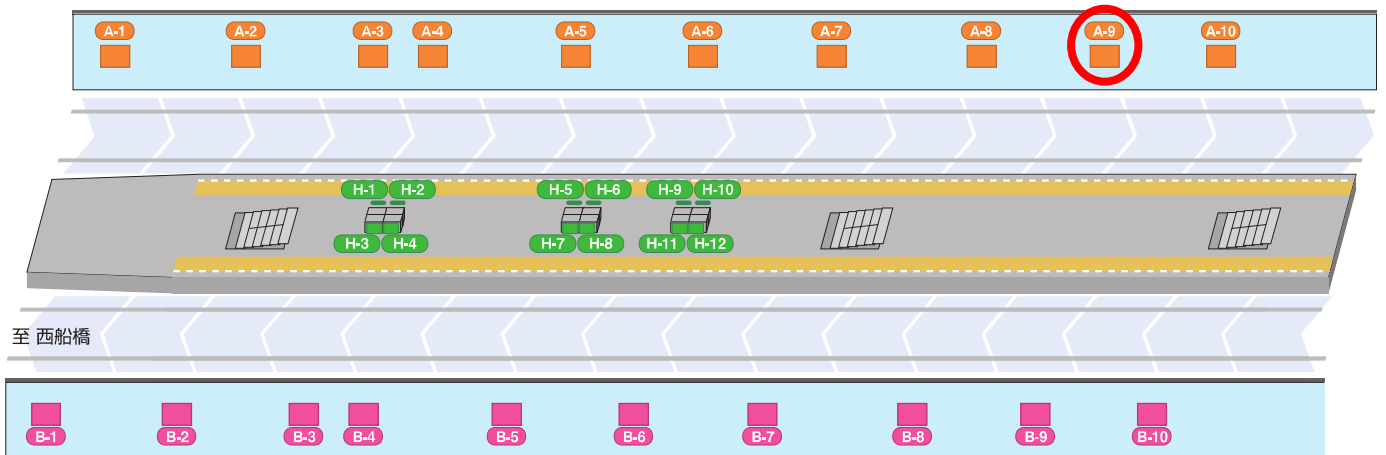 A-1 A-2 A-3 A-4 A-5 A-6 A-7 A-8 A-9 A-10
H-1 H-2 H-5 H-6 H-9 H-10
H-3 H-4 H-7 H-8 H-11 H-12
至 西船橋
B-1 B-2 B-3 B-4 B-5 B-6 B-7 B-8 B-9 B-10